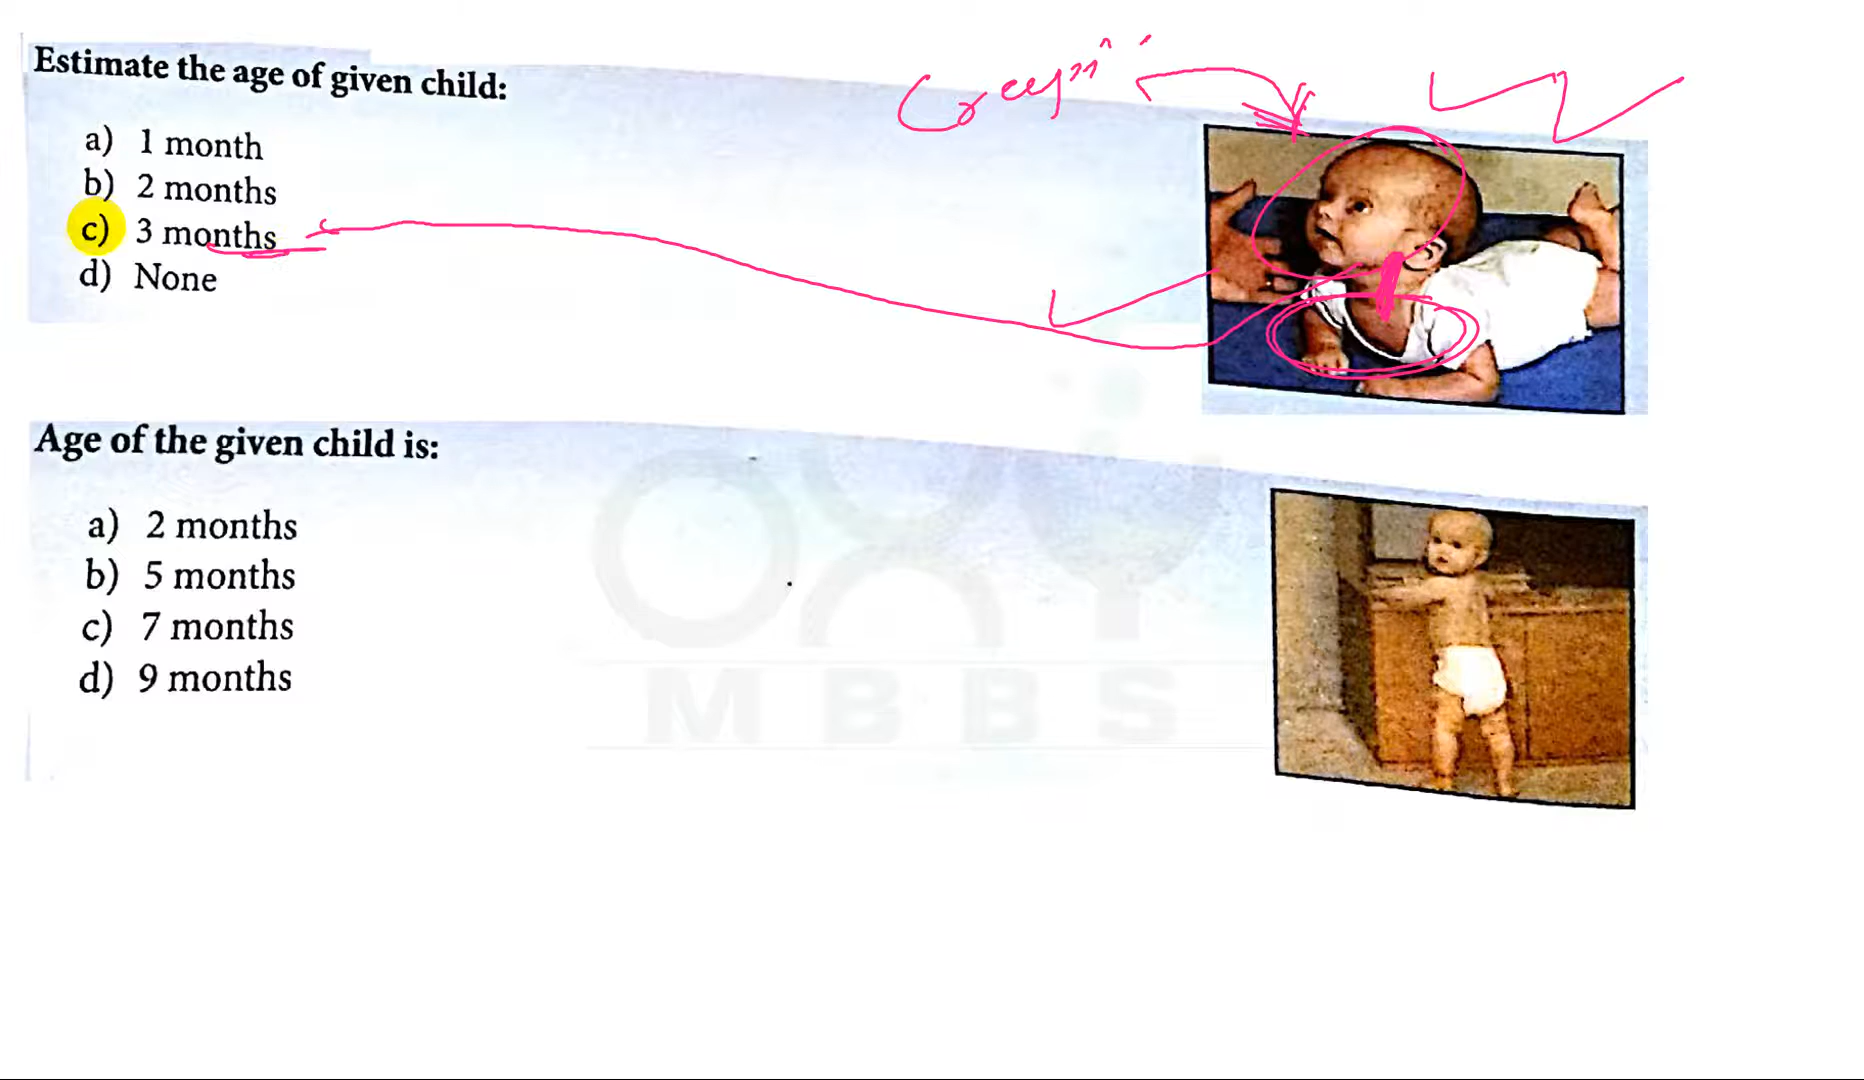 Estimate the age of given child:
a) 1 month
b) 2 months
c) 3 months
d) None
Age of the given child is:
a) 2 months
b) 5 months
c) 7 months
d) 9 months
MBBS